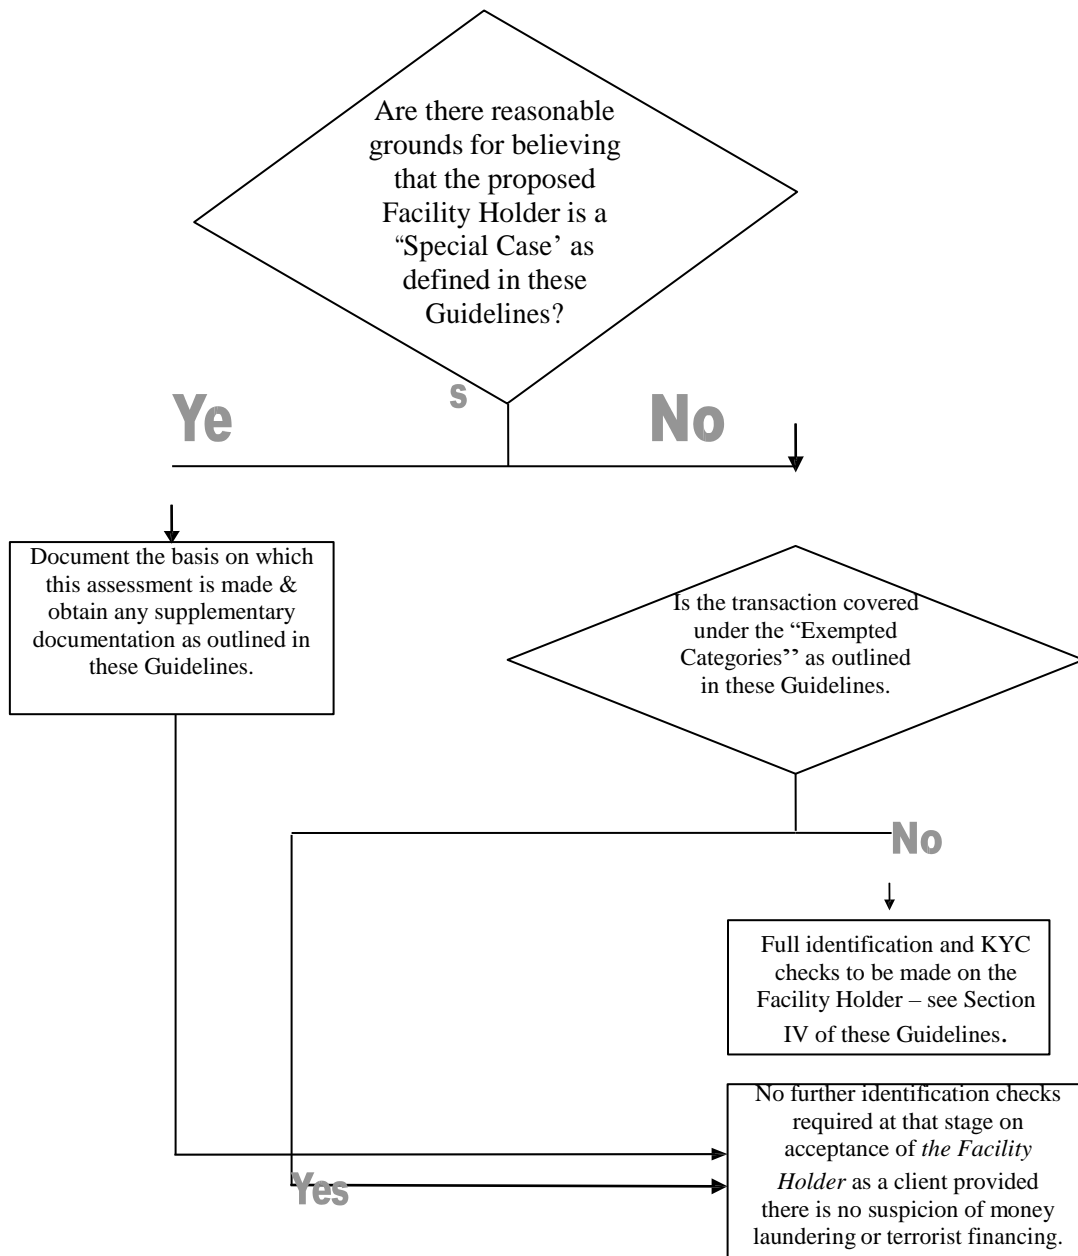 Are there reasonable
grounds for believing
that the proposed
Facility Holder is a
“Special Case’ as
defined in these
Guidelines?
Ye s No
Document the basis on which
this assessment is made &
obtain any supplementary
documentation as outlined in
these Guidelines.
Is the transaction covered
under the “Exempted
Categories’’ as outlined
in these Guidelines.
No
Full identification and KYC
checks to be made on the
Facility Holder – see Section
IV of these Guidelines.
No further identification checks
required at that stage on
acceptance of the Facility
Holder as a client provided
there is no suspicion of money
laundering or terrorist financing.
Yes